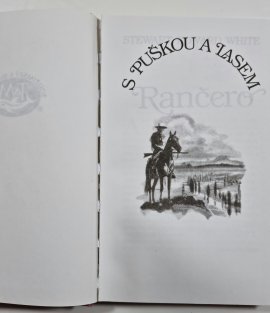 STEWART EDWARD WHITE
S PUŠKOU A LASEM
Rančero